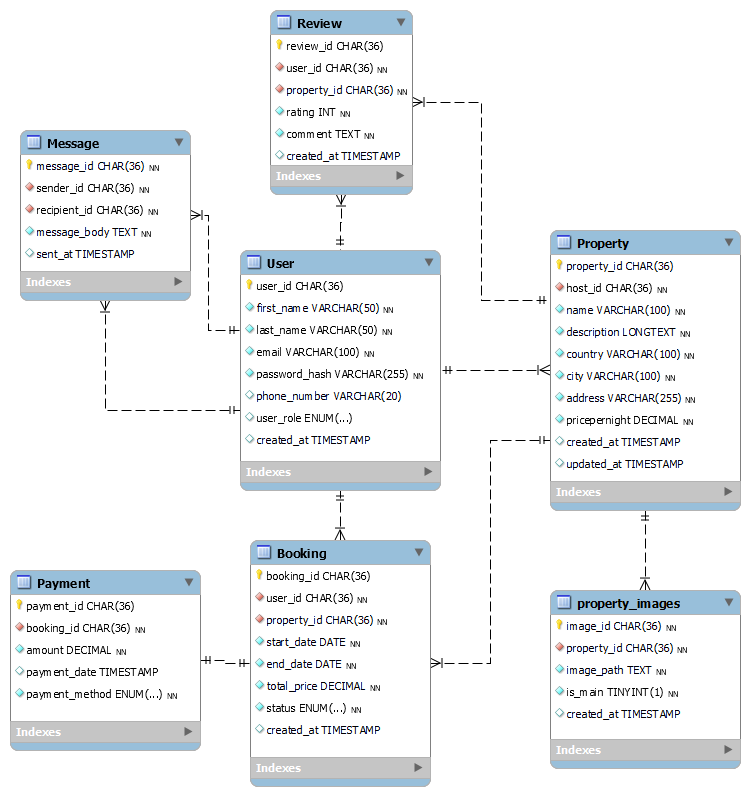 Review
review_id CHAR(36)
user_id CHAR(36) NN
property_id CHAR(36) NN
rating INT NN
comment TEXT NN
created_at TIMESTAMP
Indexes
Message
message_id CHAR(36) NN
sender_id CHAR(36) NN
recipient_id CHAR(36) NN
message_body TEXT NN
sent_at TIMESTAMP
Indexes
User
user_id CHAR(36)
first_name VARCHAR(50) NN
last_name VARCHAR(50) NN
email VARCHAR(100) NN
password_hash VARCHAR(255) NN
phone_number VARCHAR(20)
user_role ENUM(...)
created_at TIMESTAMP
Indexes
Property
property_id CHAR(36)
host_id CHAR(36) NN
name VARCHAR(100) NN
description LONGTEXT NN
country VARCHAR(100) NN
city VARCHAR(100) NN
address VARCHAR(255) NN
pricepernight DECIMAL NN
created_at TIMESTAMP
updated_at TIMESTAMP
Indexes
Payment
payment_id CHAR(36)
booking_id CHAR(36) NN
amount DECIMAL NN
payment_date TIMESTAMP
payment_method ENUM(...) NN
Indexes
Booking
booking_id CHAR(36)
user_id CHAR(36) NN
property_id CHAR(36) NN
start_date DATE NN
end_date DATE NN
total_price DECIMAL NN
status ENUM(...) NN
created_at TIMESTAMP
Indexes
property_images
image_id CHAR(36) NN
property_id CHAR(36) NN
image_path TEXT NN
is_main TINYINT(1) NN
created_at TIMESTAMP
Indexes